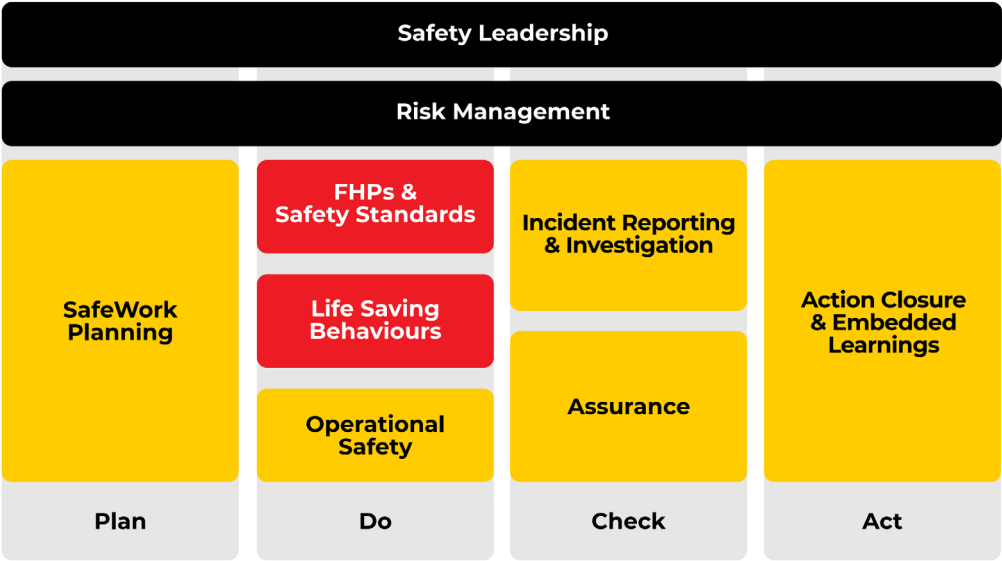 Safety Leadership
Risk Management
SafeWork
Planning
FHPs &
Safety Standards
Life Saving
Behaviours
Operational
Safety
Incident Reporting
& Investigation
Assurance
Action Closure
& Embedded
Learnings
Plan
Do
Check
Act